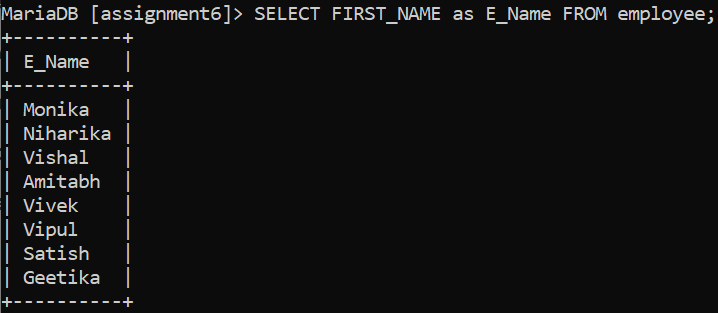 MariaDB [assignment6]> SELECT FIRST_NAME as E_Name FROM employee;
+----------+
| E_Name   |
+----------+
| Monika   |
| Niharika |
| Vishal   |
| Amitabh  |
| Vivek    |
| Vipul    |
| Satish   |
| Geetika  |
+----------+